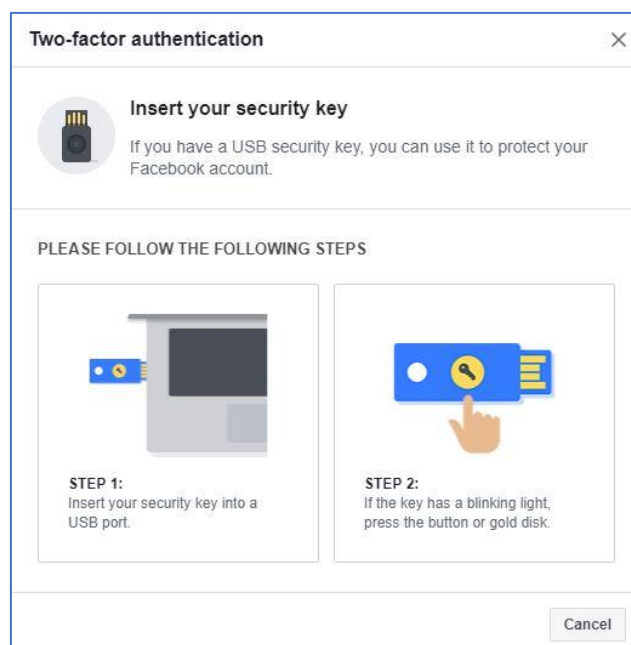 Two-factor authentication
Insert your security key
If you have a USB security key, you can use it to protect your
Facebook account.
PLEASE FOLLOW THE FOLLOWING STEPS
STEP 1:
Insert your security key into a
USB port.
STEP 2:
If the key has a blinking light,
press the button or gold disk.
Cancel